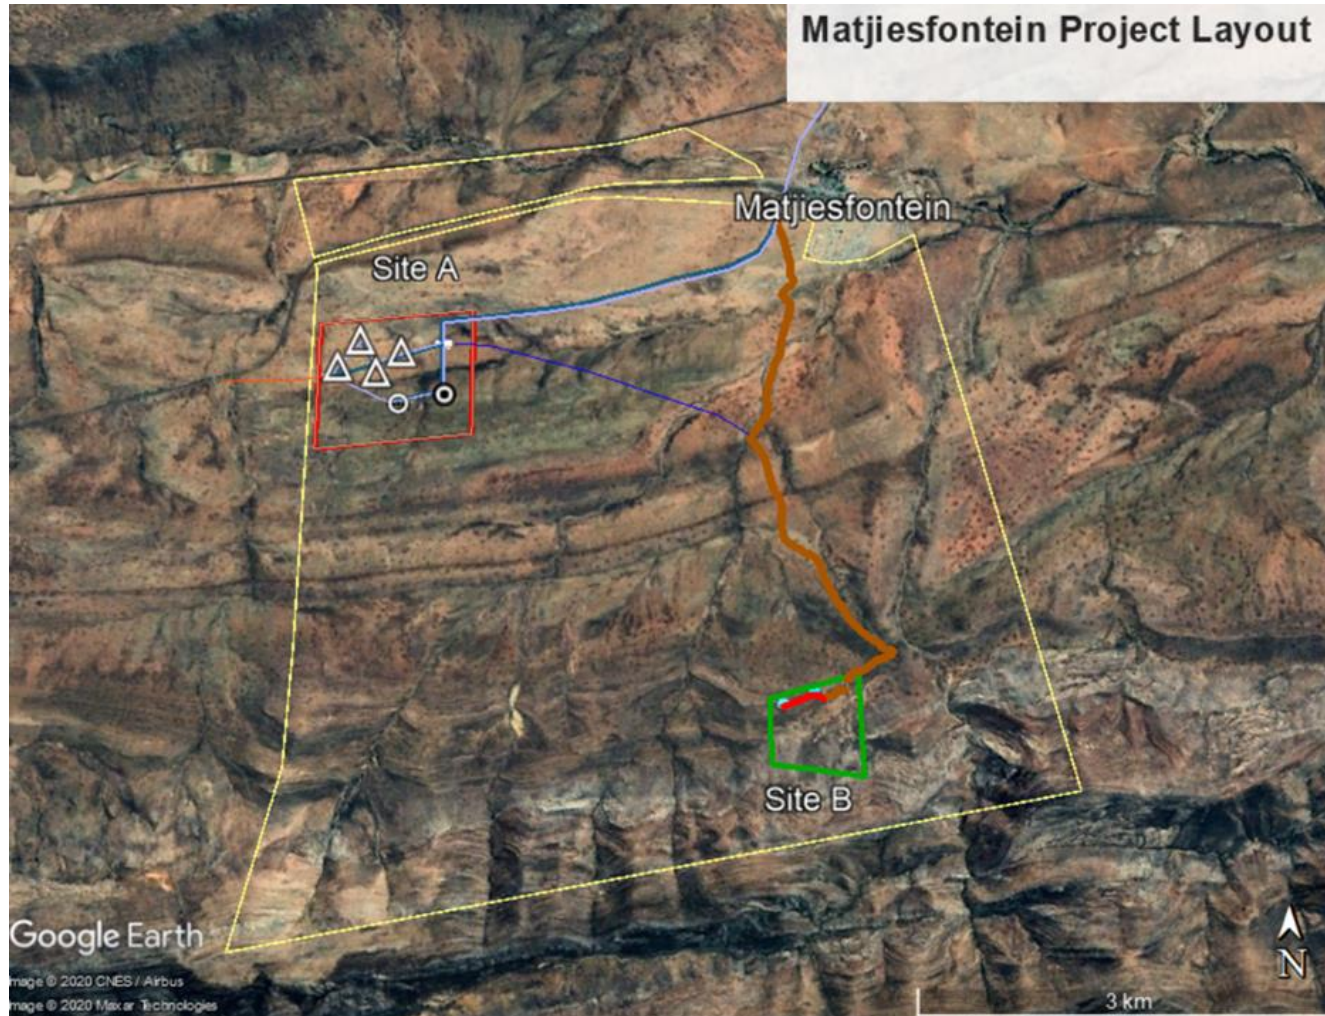 Matjiesfontein Project Layout
Matjiesfontein
Site A
Site B
Google Earth
N
Image © 2020 CNES / Airbus
Image © 2020 Maxar Technologies
3 km